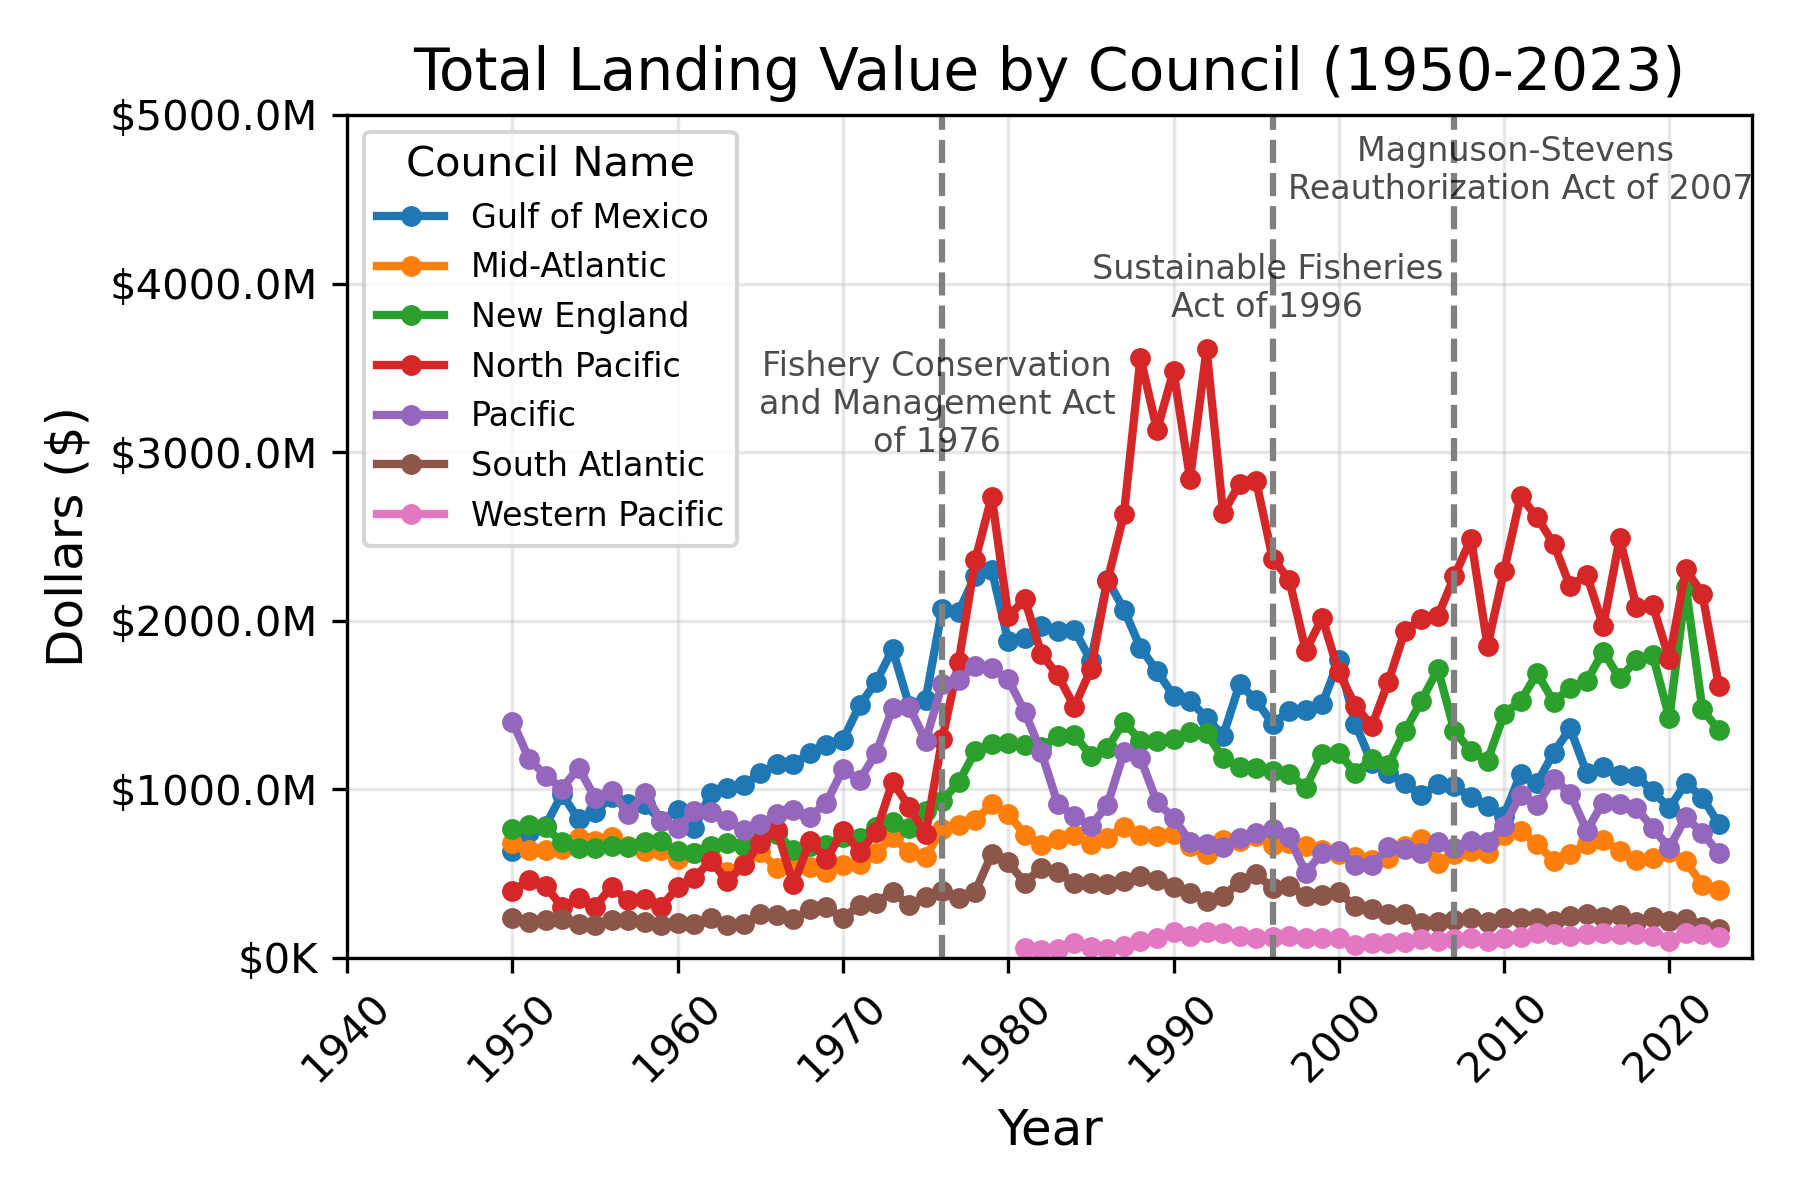 Total Landing Value by Council (1950-2023)
$5000.0M
$4000.0M
$3000.0M
$2000.0M
$1000.0M
$0K
Dollars ($)
Council Name
Gulf of Mexico
Mid-Atlantic
New England
North Pacific
Pacific
South Atlantic
Western Pacific
Magnuson-Stevens
Reauthorization Act of 2007
Sustainable Fisheries
Act of 1996
Fishery Conservation
and Management Act
of 1976
1940
1950
1960
1970
1980
1990
2000
2010
2020
Year